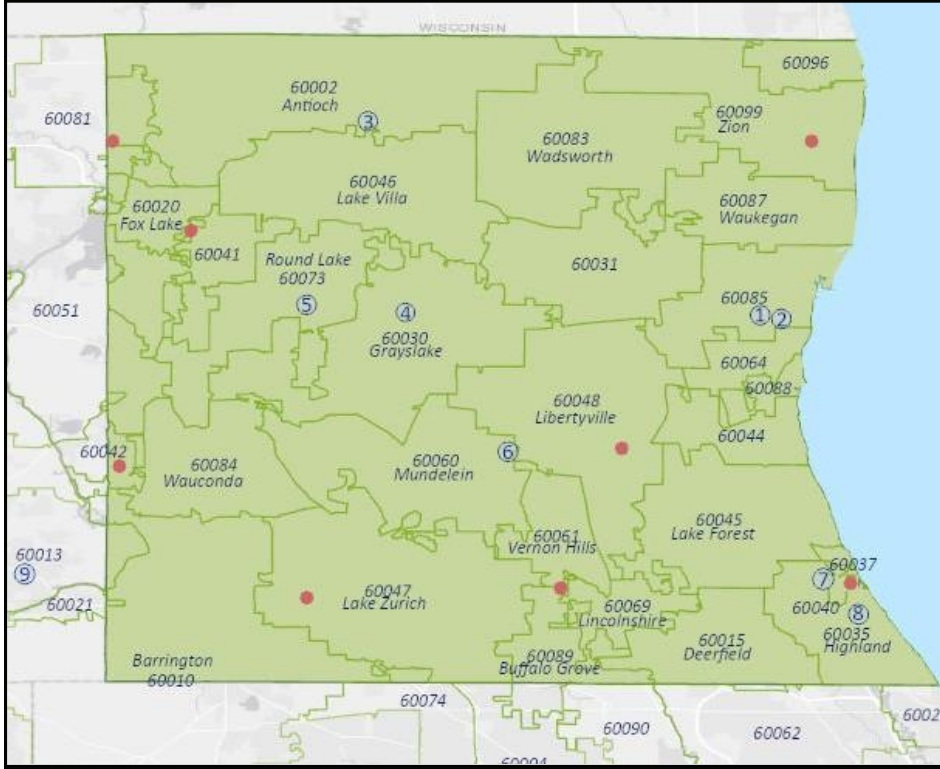 WISCONSIN
60096
60002
Antioch
60081
③
60099
Zion
60083
Wadsworth
60046
Lake Villa
60020
Fox Lake
60087
Waukegan
60041
Round Lake
60073
60031
60051
⑤
④
60085
①
②
60030
Grayslake
60064
60088
60048
Libertyville
60044
60042
60084
Wauconda
60060
Mundelein
⑥
60045
Lake Forest
60061
Vernon Hills
60013
⑨
60037
⑦
60021
60047
Lake Zurich
60069
Lincolnshire
60040
⑧
60035
Highland
60015
Deerfield
60089
Buffalo Grove
Barrington
60010
60074
60090
60062